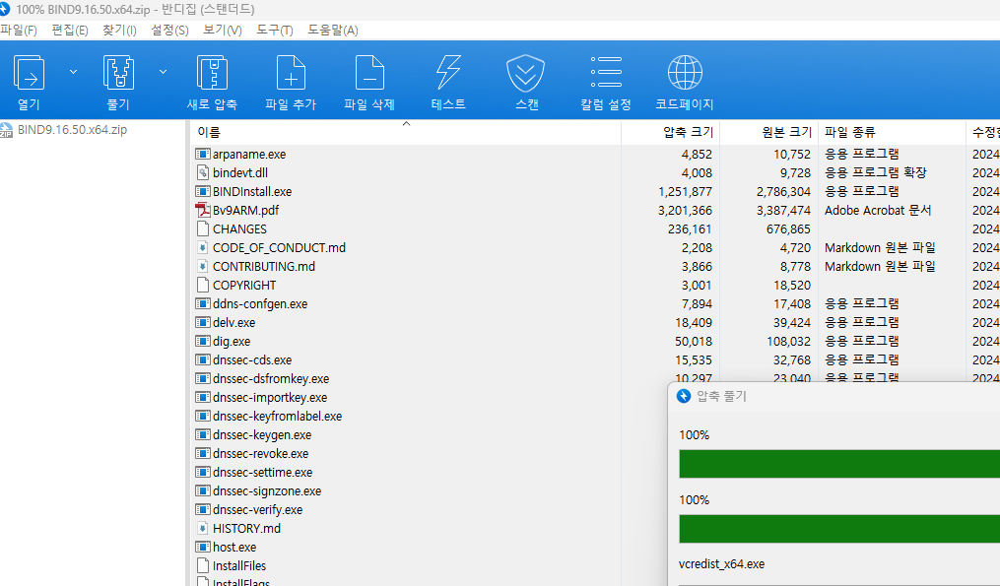 100% BIND9.16.50.x64.zip - 반디집 (스탠더드)
파일(F) 편집(E) 찾기(I) 설정(S) 보기(V) 도구(T) 도움말(A)
열기 풀기 새로 압축 파일 추가 파일 삭제 테스트 스캔 칼럼 설정 코드페이지
BIND9.16.50.x64.zip
이름 압축 크기 원본 크기 파일 종류 수정한
arpaname.exe 4,852 10,752 응용 프로그램 2024
bindevt.dll 4,008 9,728 응용 프로그램 확장 2024
BINDInstall.exe 1,251,877 2,786,304 응용 프로그램 2024
Bv9ARM.pdf 3,201,366 3,387,474 Adobe Acrobat 문서 2024
CHANGES 236,161 676,865 2024
CODE_OF_CONDUCT.md 2,208 4,720 Markdown 원본 파일 2024
CONTRIBUTING.md 3,866 8,778 Markdown 원본 파일 2024
COPYRIGHT 3,001 18,520 2024
ddns-confgen.exe 7,894 17,408 응용 프로그램 2024
delv.exe 18,409 39,424 응용 프로그램 2024
dig.exe 50,018 108,032 응용 프로그램 2024
dnssec-cds.exe 15,535 32,768 응용 프로그램 2024
dnssec-dsfromkey.exe 10,297 23,040 응용 프로그램 2024
dnssec-importkey.exe
dnssec-keyfromlabel.exe
dnssec-keygen.exe
dnssec-revoke.exe
dnssec-settime.exe
dnssec-signzone.exe
dnssec-verify.exe
HISTORY.md
host.exe
InstallFiles
InstallFlags
압축 풀기
100%
100%
vcredist_x64.exe